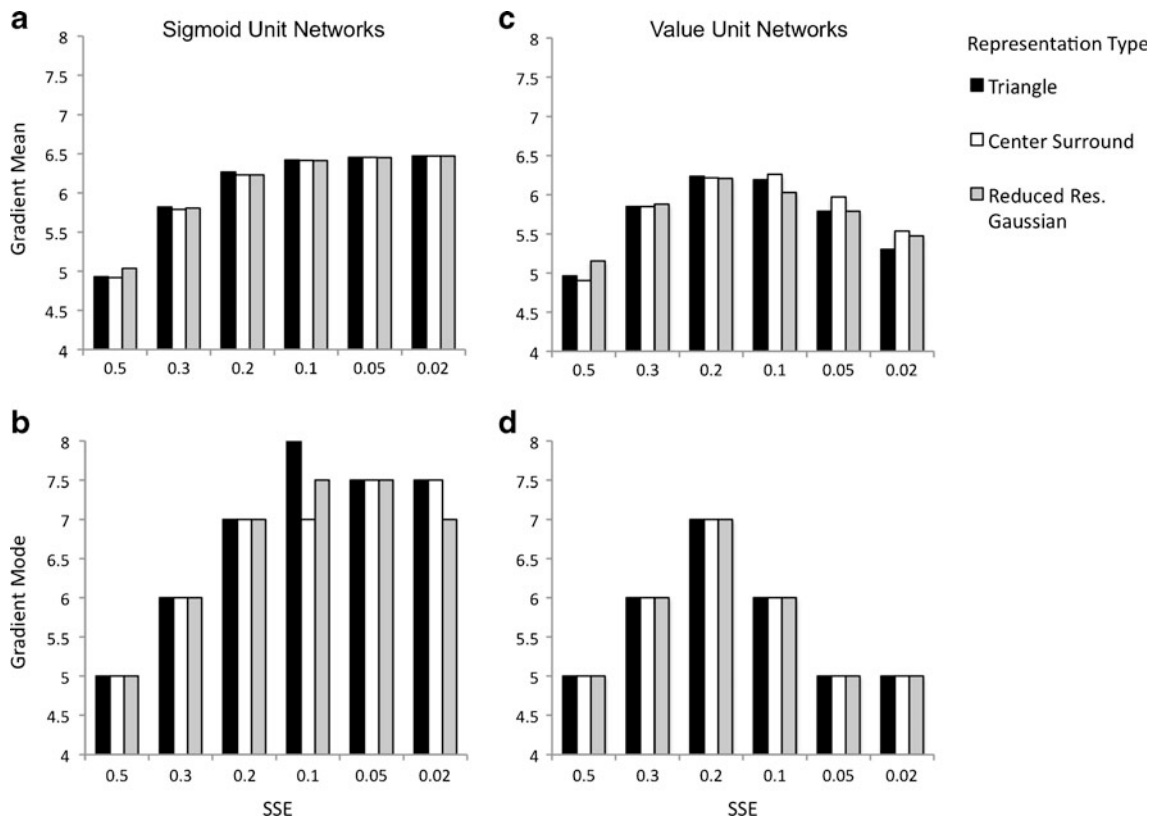 a
Sigmoid Unit Networks
8
7.5
7
6.5
6
5.5
5
4.5
4
Gradient Mean
0.5 0.3 0.2 0.1 0.05 0.02
c
Value Unit Networks
8
7.5
7
6.5
6
5.5
5
4.5
4
0.5 0.3 0.2 0.1 0.05 0.02
Representation Type
Triangle
Center Surround
Reduced Res.
Gaussian
b
8
7.5
7
6.5
6
5.5
5
4.5
4
Gradient Mode
0.5 0.3 0.2 0.1 0.05 0.02
SSE
d
8
7.5
7
6.5
6
5.5
5
4.5
4
0.5 0.3 0.2 0.1 0.05 0.02
SSE